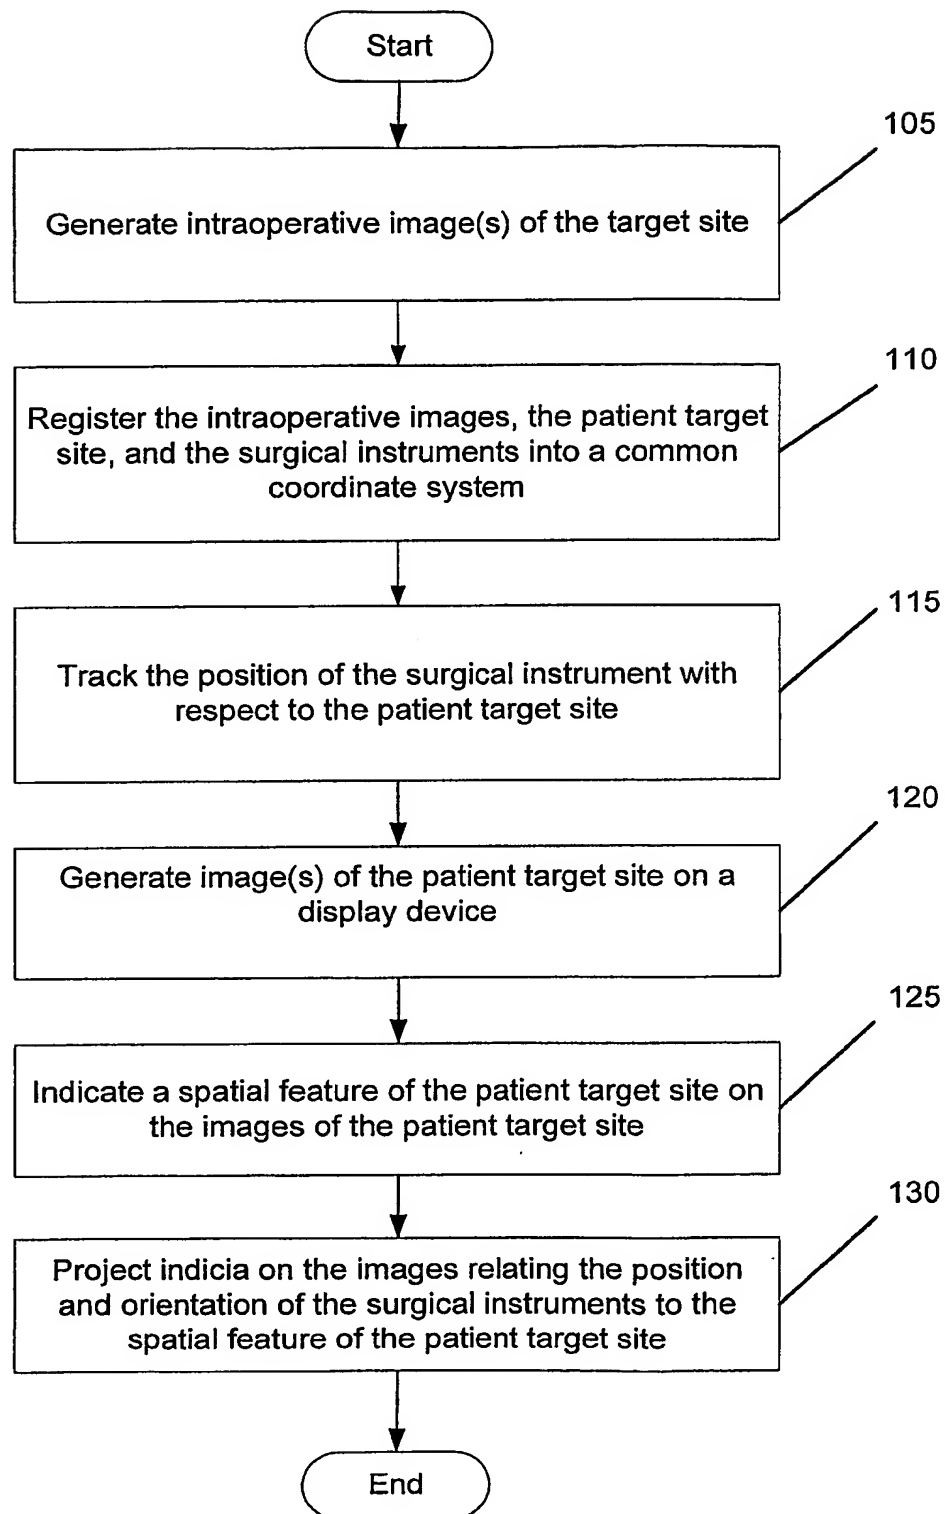 Start
105
Generate intraoperative image(s) of the target site
110
Register the intraoperative images, the patient target
site, and the surgical instruments into a common
coordinate system
115
Track the position of the surgical instrument with
respect to the patient target site
120
Generate image(s) of the patient target site on a
display device
125
Indicate a spatial feature of the patient target site on
the images of the patient target site
130
Project indicia on the images relating the position
and orientation of the surgical instruments to the
spatial feature of the patient target site
End